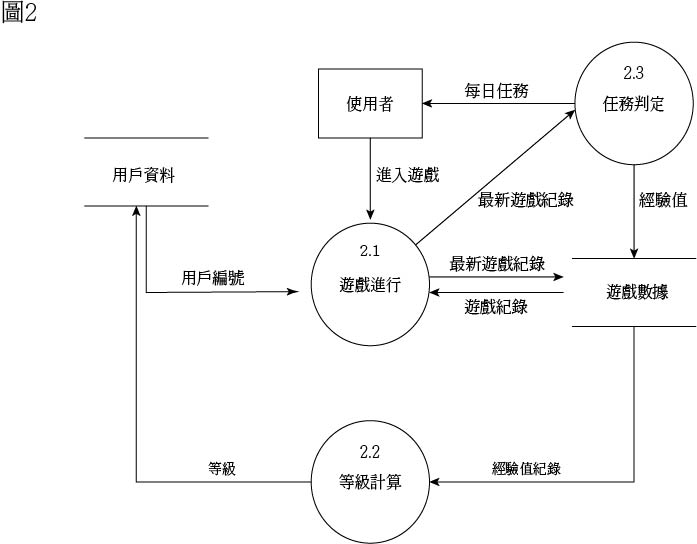 圖2
2.3
任務判定
每日任務
使用者
進入遊戲
用戶資料
最新遊戲紀錄
經驗值
2.1
遊戲進行
用戶編號
最新遊戲紀錄
遊戲紀錄
遊戲數據
2.2
等級計算
等級
經驗值紀錄